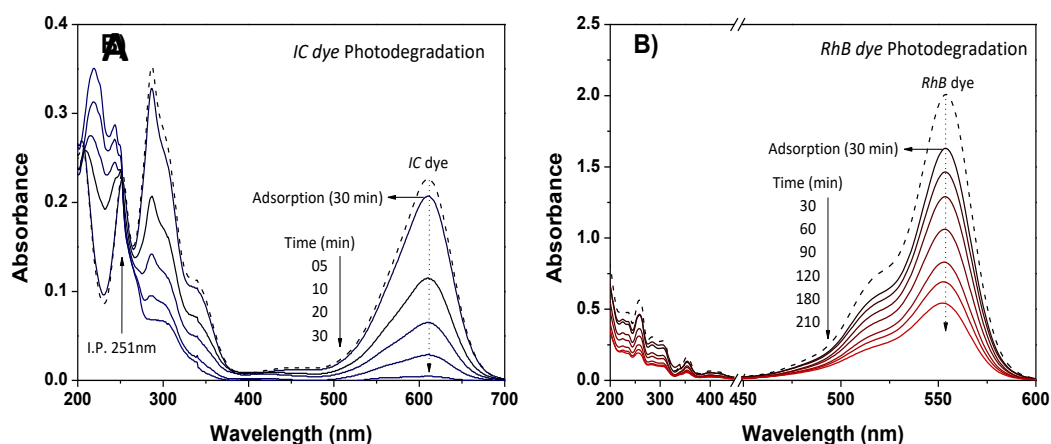 A
B)
IC dye Photodegradation
IC dye
Adsorption (30 min)
Time (min)
05
10
20
30
I.P. 251nm
0.4
0.3
0.2
0.1
0.0
Absorbance
200 300 400 500 600 700
Wavelength (nm)
B)
RhB dye Photodegradation
RhB dye
Adsorption (30 min)
Time (min)
30
60
90
120
180
210
2.5
2.0
1.5
1.0
0.5
0.0
Absorbance
200 300 400 450 500 550 600
Wavelength (nm)